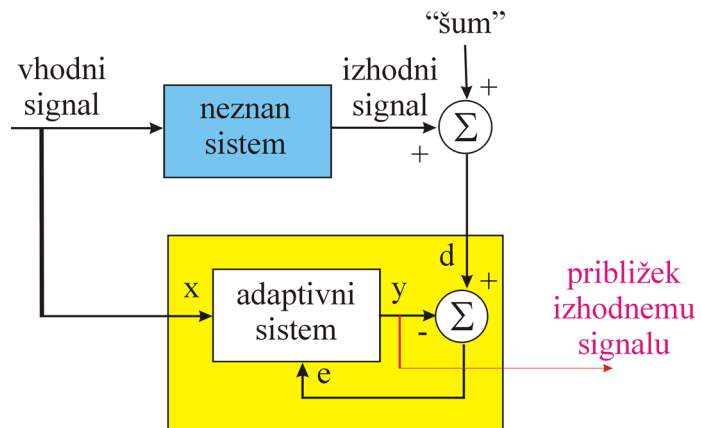 “šum”
vhodni
signal
neznan
sistem
izhodni
signal
+
Σ
+
d
+
x
adaptivni
sistem
y
-
Σ
e
približek
izhodnemu
signalu